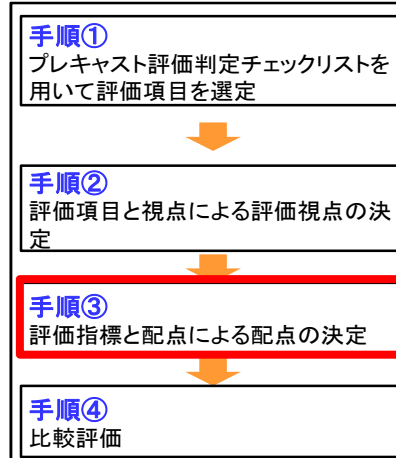 手順①
プレキャスト評価判定チェックリストを
用いて評価項目を選定
手順②
評価項目と視点による評価視点の決
定
手順③
評価指標と配点による配点の決定
手順④
比較評価